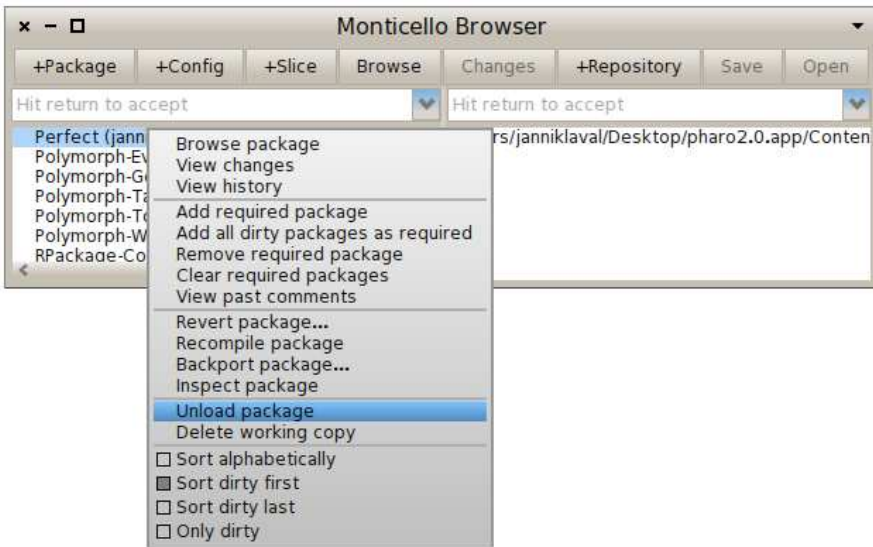 Monticello Browser
+Package +Config +Slice Browse Changes +Repository Save Open
Hit return to accept Hit return to accept
Perfect (jann
rs/janniklaval/Desktop/pharo2.0.app/Conten
Polymorph-Ev
Polymorph-Ge
Polymorph-Ta
Polymorph-To
Polymorph-W
RPackage-Co
Browse package
View changes
View history
Add required package
Add all dirty packages as required
Remove required package
Clear required packages
View past comments
Revert package...
Recompile package
Backport package...
Inspect package
Unload package
Delete working copy
Sort alphabetically
Sort dirty first
Sort dirty last
Only dirty